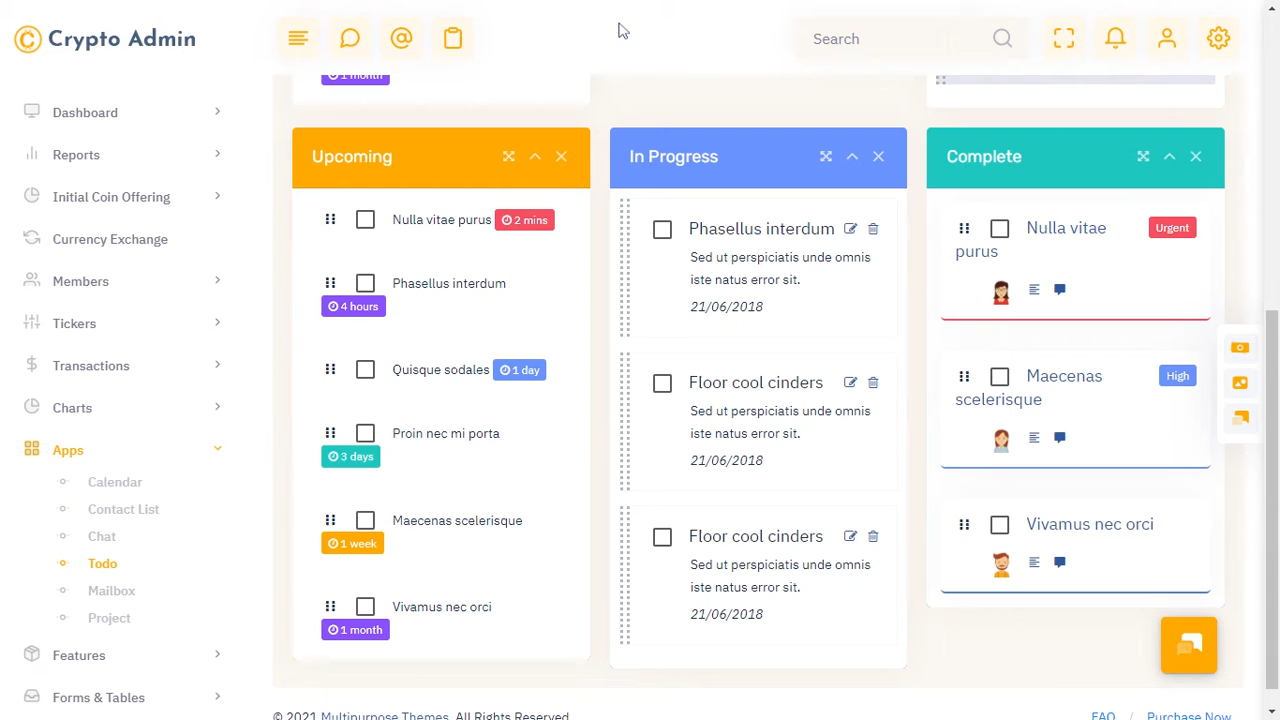 Crypto Admin
Search
Dashboard
Reports
Initial Coin Offering
Currency Exchange
Members
Tickers
Transactions
Charts
Apps
Calendar
Contact List
Chat
Todo
Mailbox
Project
Features
Forms & Tables
1 month
Upcoming
Nulla vitae purus 2 mins
Phasellus interdum
4 hours
Quisque sodales 1 day
Proin nec mi porta
3 days
Maecenas scelerisque
1 week
Vivamus nec orci
1 month
In Progress
Phasellus interdum
Sed ut perspiciatis unde omnis
iste natus error sit.
21/06/2018
Floor cool cinders
Sed ut perspiciatis unde omnis
iste natus error sit.
21/06/2018
Floor cool cinders
Sed ut perspiciatis unde omnis
iste natus error sit.
21/06/2018
Complete
Nulla vitae Urgent
purus
Maecenas High
scelerisque
Vivamus nec orci
© 2021 Multipurpose Themes. All Rights Reserved.
FAQ / Purchase Now